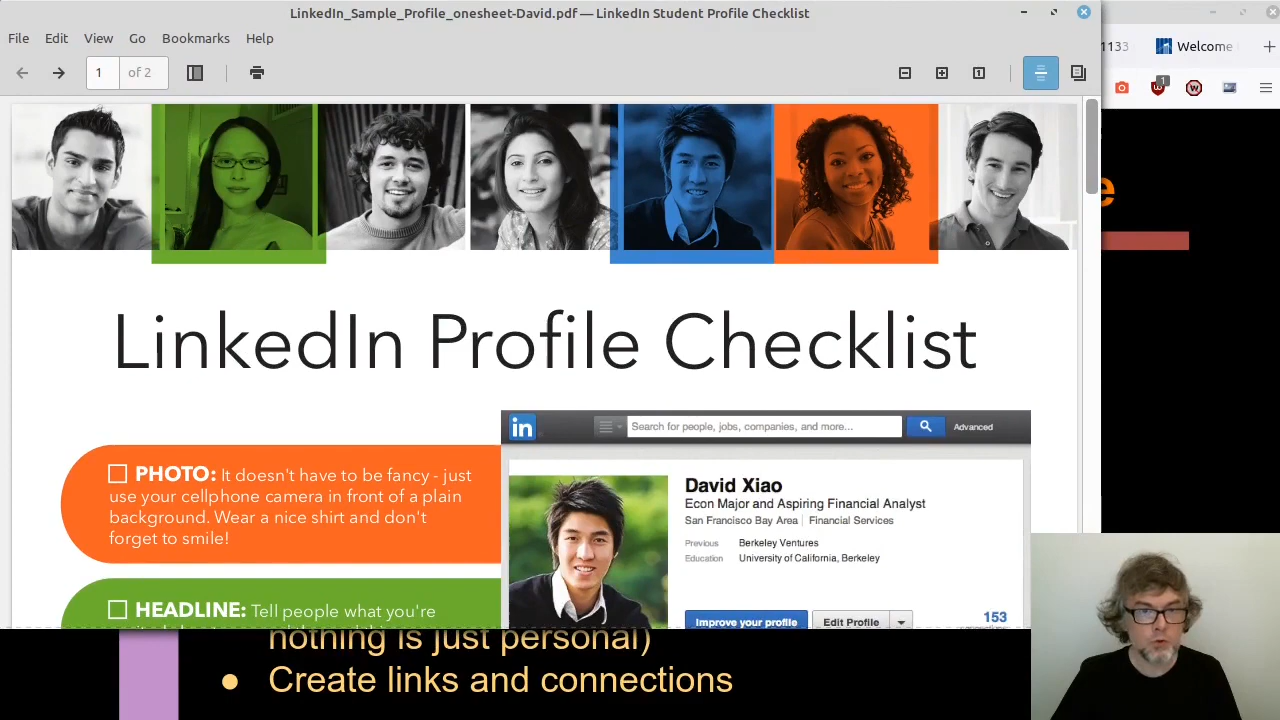 LinkedIn_Sample_Profile_onesheet-David.pdf — LinkedIn Student Profile Checklist
File Edit View Go Bookmarks Help
1133 Welcome
1 of 2
1
e
LinkedIn Profile Checklist
in Search for people, jobs, companies, and more... Advanced
PHOTO: It doesn't have to be fancy - just
use your cellphone camera in front of a plain
background. Wear a nice shirt and don't
forget to smile!
David Xiao
Econ Major and Aspiring Financial Analyst
San Francisco Bay Area | Financial Services
Previous Berkeley Ventures
Education University of California, Berkeley
HEADLINE: Tell people what you're
Improve your profile Edit Profile 153
nothing is just personal)
● Create links and connections